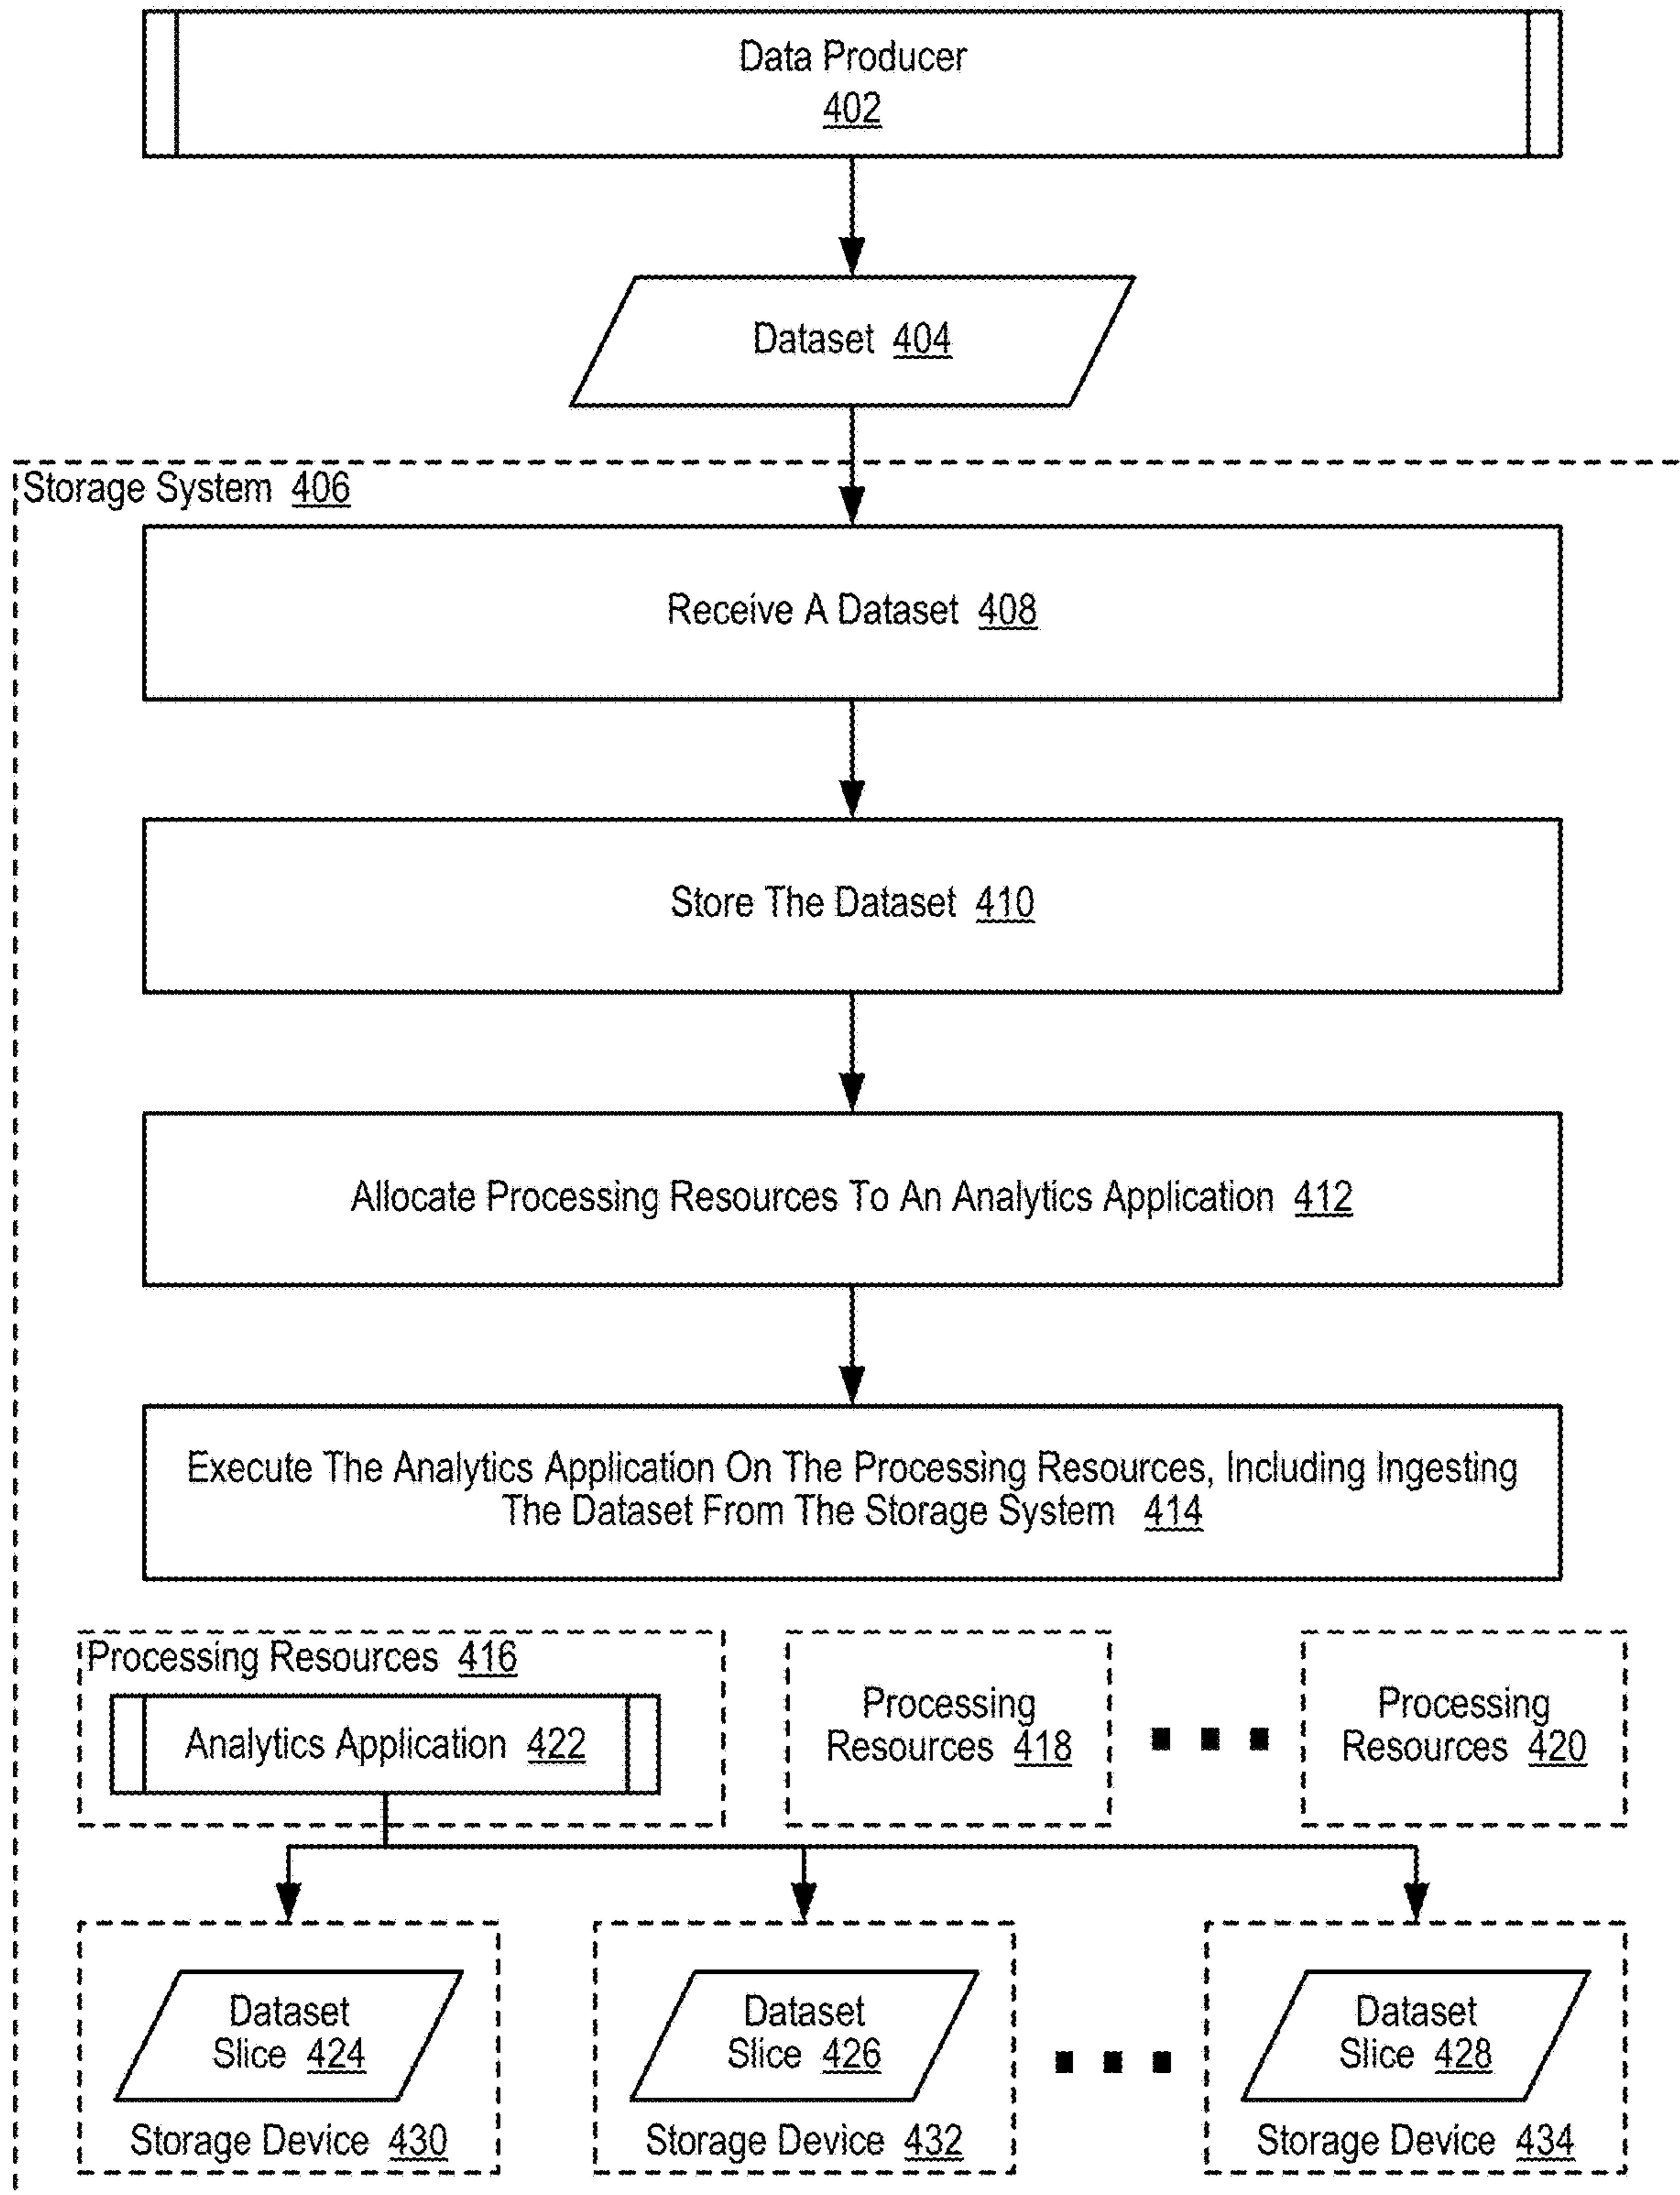 Data Producer
402
Dataset 404
Storage System 406
Receive A Dataset 408
Store The Dataset 410
Allocate Processing Resources To An Analytics Application 412
Execute The Analytics Application On The Processing Resources, Including Ingesting
The Dataset From The Storage System 414
Processing Resources 416
Analytics Application 422
Processing
Resources 418
Processing
Resources 420
Dataset
Slice 424
Storage Device 430
Dataset
Slice 426
Storage Device 432
Dataset
Slice 428
Storage Device 434